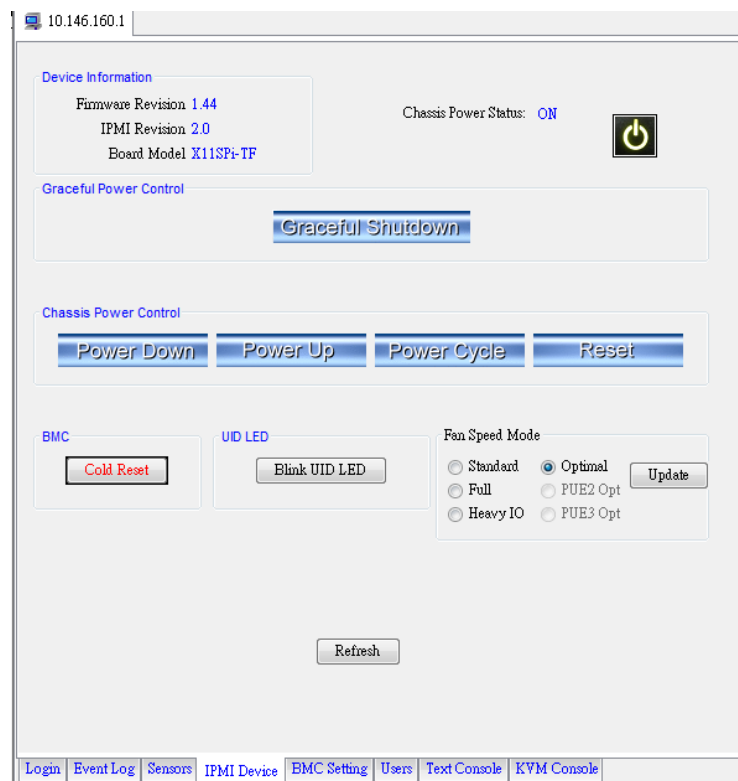 10.146.160.1
Device Information
Firmware Revision 1.44
IPMI Revision 2.0
Board Model X11SPi-TF
Chassis Power Status: ON
Graceful Power Control
Graceful Shutdown
Chassis Power Control
Power Down Power Up Power Cycle Reset
BMC
Cold Reset
UID LED
Blink UID LED
Fan Speed Mode
Standard Optimal
Full PUE2 Opt
Heavy IO PUE3 Opt
Update
Refresh
Login Event Log Sensors IPMI Device BMC Setting Users Text Console KVM Console